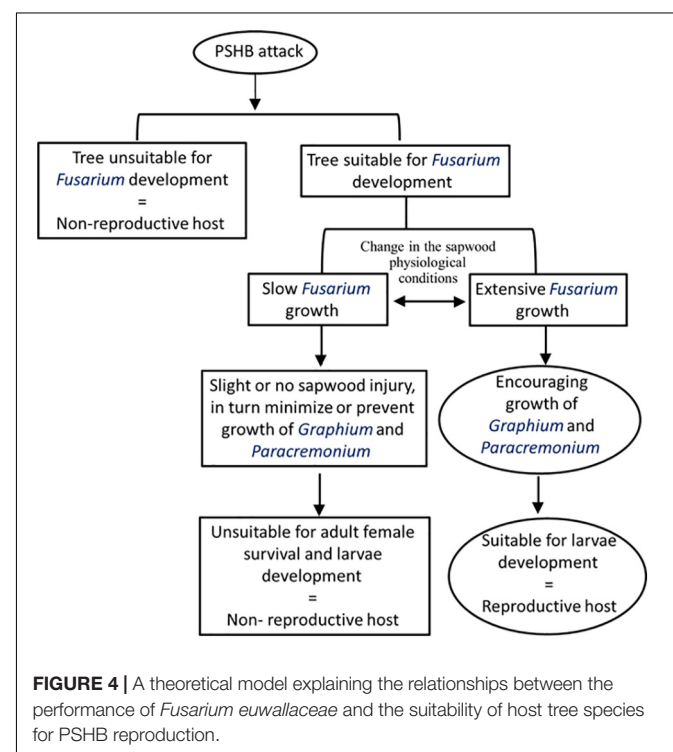 PSHB attack
Tree unsuitable for
Fusarium development
=
Non-reproductive host
Tree suitable for Fusarium
development
Change in the sapwood
physiological
conditions
Slow Fusarium
growth
Extensive Fusarium
growth
Slight or no sapwood injury,
in turn minimize or prevent
growth of Graphium and
Paracremonium
Encouraging
growth of
Graphium and
Paracremonium
Unsuitable for adult female
survival and larvae
development
=
Non- reproductive host
Suitable for larvae
development
=
Reproductive host
FIGURE 4 | A theoretical model explaining the relationships between the
performance of Fusarium euwallaceae and the suitability of host tree species
for PSHB reproduction.